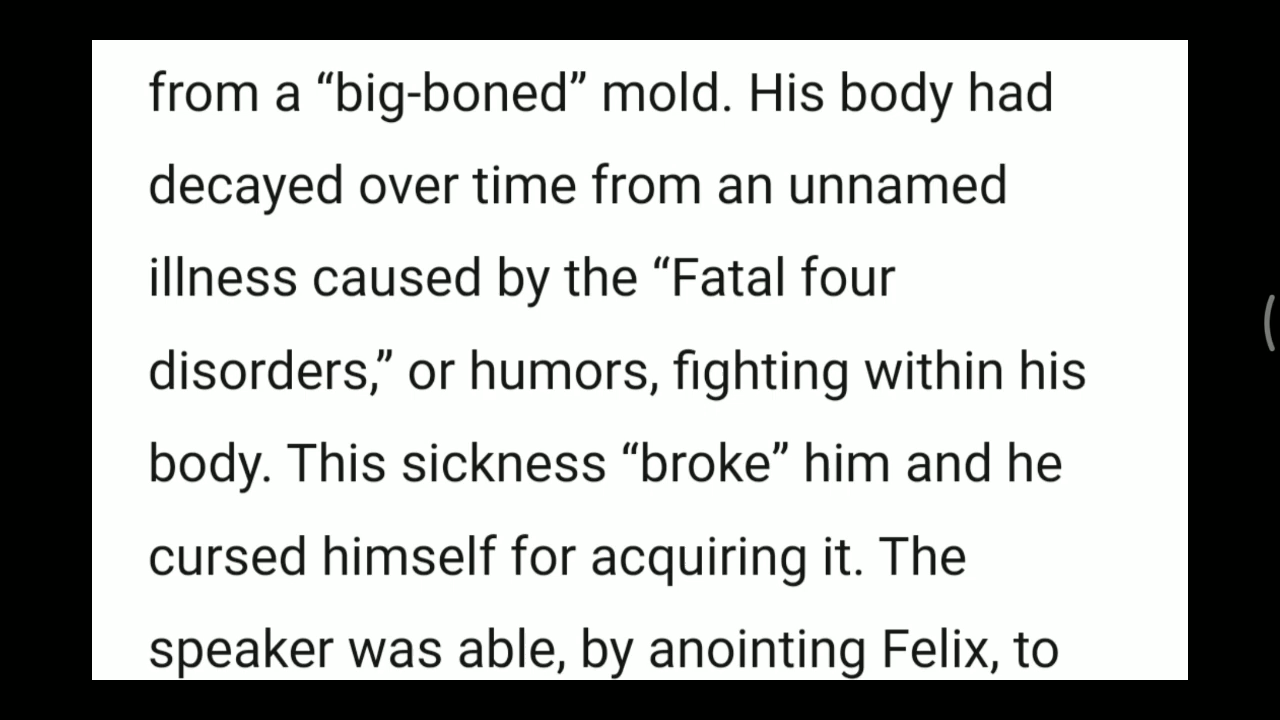 from a “big-boned” mold. His body had
decayed over time from an unnamed
illness caused by the “Fatal four
disorders,” or humors, fighting within his
body. This sickness “broke” him and he
cursed himself for acquiring it. The
speaker was able, by anointing Felix, to